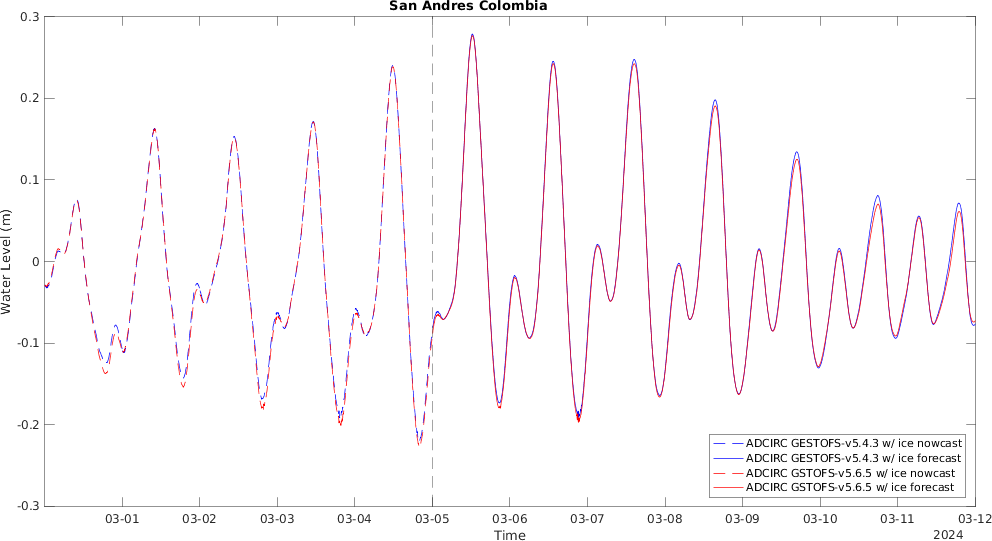 San Andres Colombia
0.3
0.2
0.1
0
-0.1
-0.2
-0.3
Water Level (m)
ADCIRC GESTOFS-v5.4.3 w/ ice nowcast
ADCIRC GESTOFS-v5.4.3 w/ ice forecast
ADCIRC GSTOFS-v5.6.5 w/ ice nowcast
ADCIRC GSTOFS-v5.6.5 w/ ice forecast
03-01 03-02 03-03 03-04 03-05 03-06 03-07 03-08 03-09 03-10 03-11 03-12
Time
2024